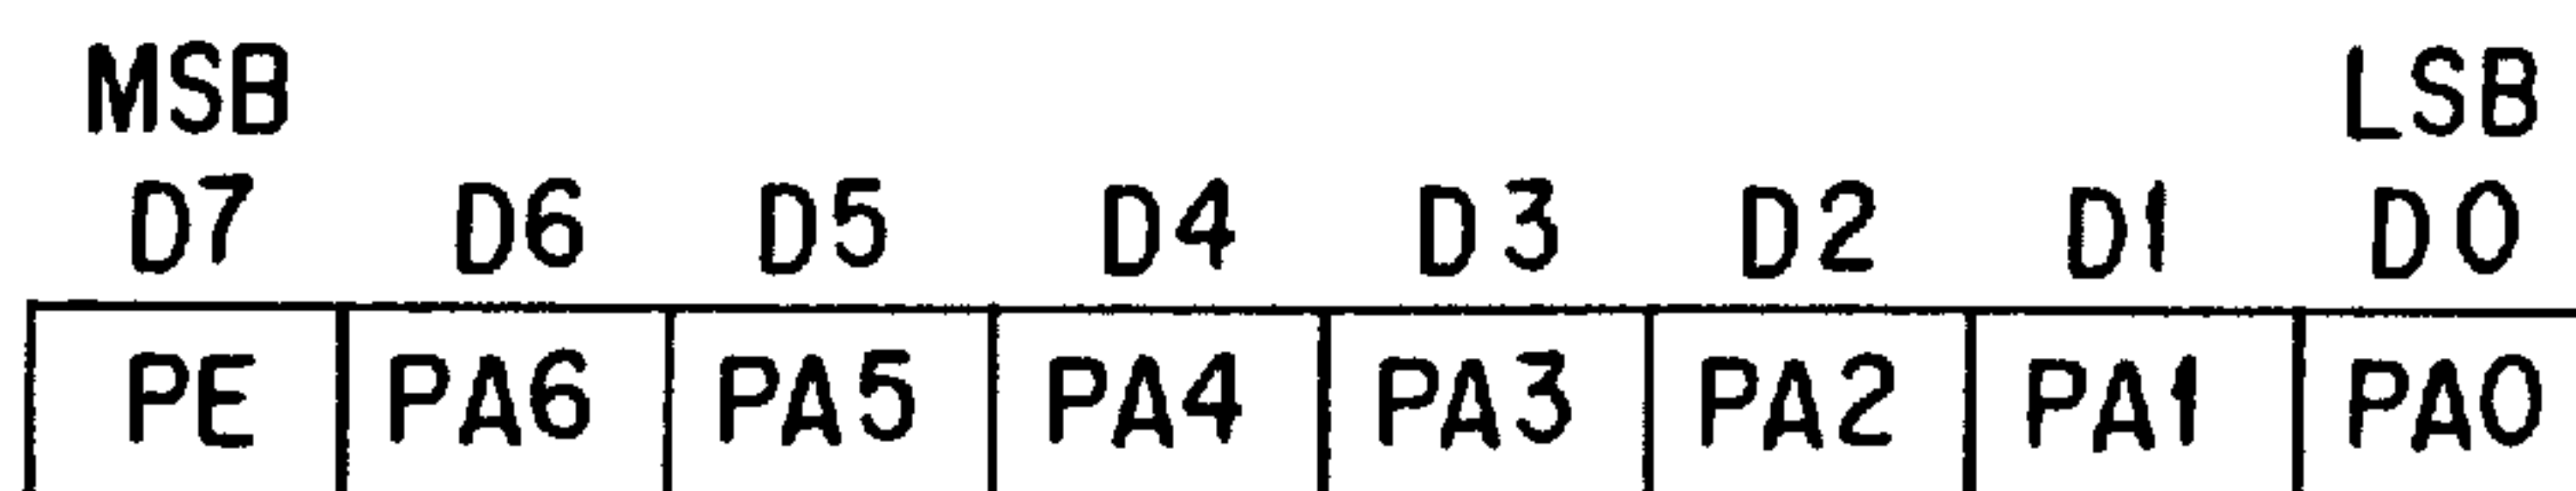 MSB LSB
D7 D6 D5 D4 D3 D2 D1 D0
PE PA6 PA5 PA4 PA3 PA2 PA1 PA0